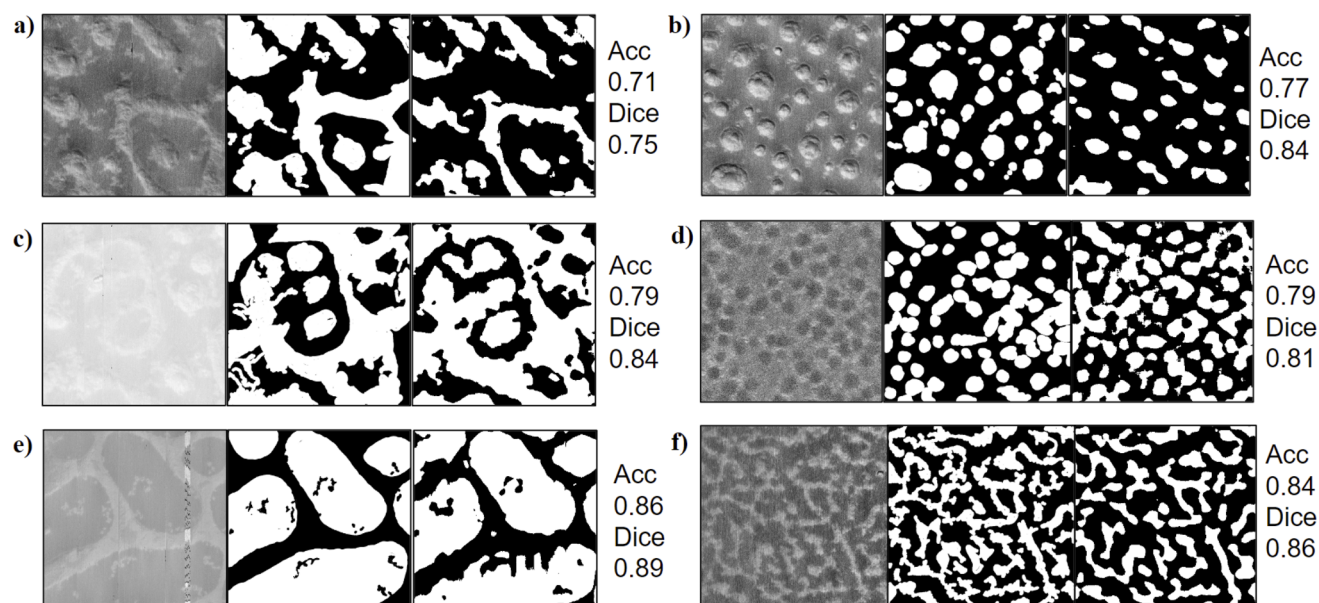 a)
Acc
0.71
Dice
0.75
b)
Acc
0.77
Dice
0.84
c)
Acc
0.79
Dice
0.84
d)
Acc
0.79
Dice
0.81
e)
Acc
0.86
Dice
0.89
f)
Acc
0.84
Dice
0.86